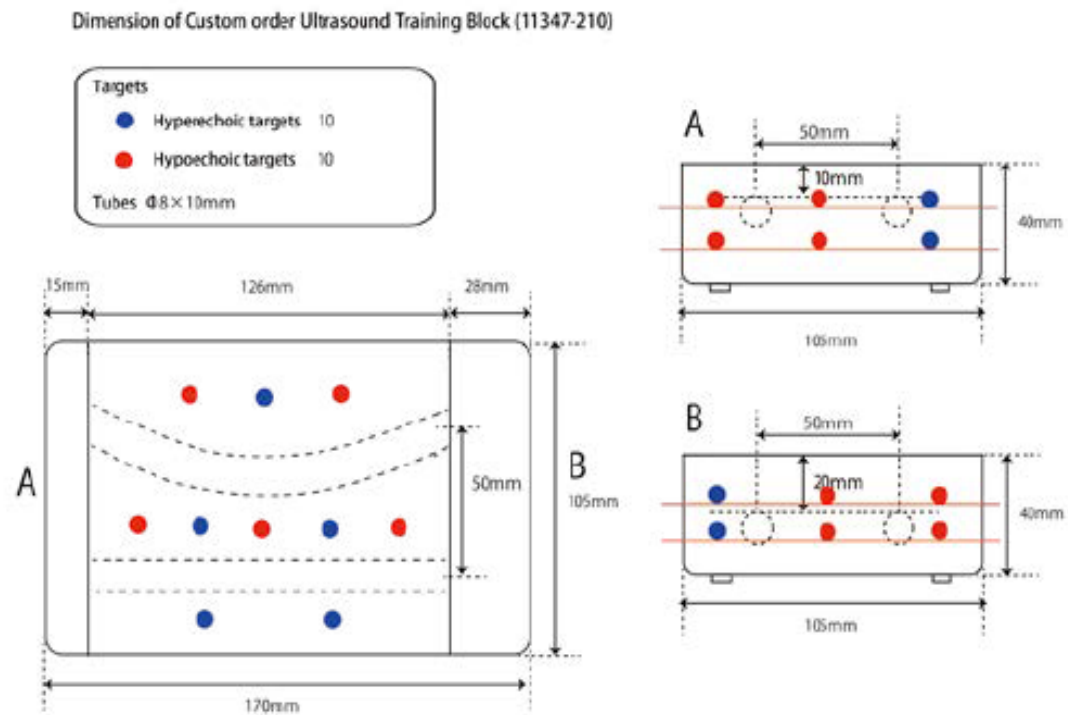 Dimension of Custom order Ultrasound Training Block (11347-210)
Targets
Hyperechoic targets 10
Hypoechoic targets 10
Tubes Φ8×10mm
A
50mm
10mm
40mm
105mm
15mm
126mm
28mm
A
B
50mm
105mm
170mm
B
50mm
20mm
40mm
105mm